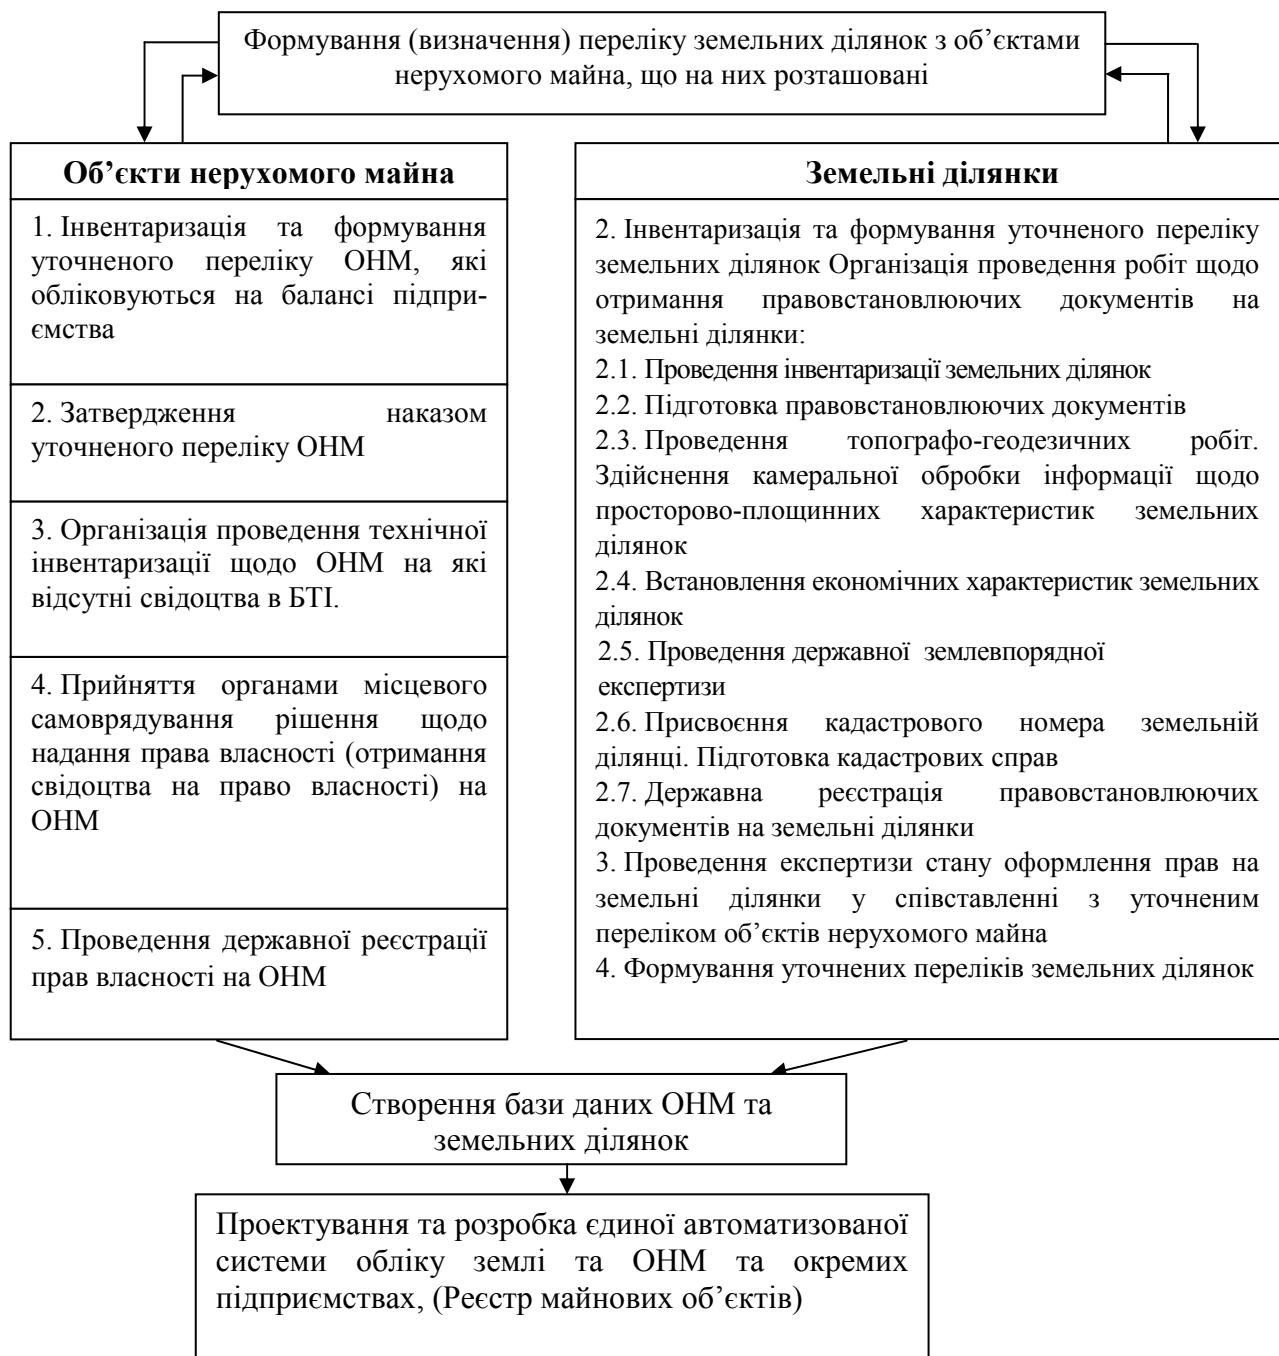 Формування (визначення) переліку земельних ділянок з об’єктами
нерухомого майна, що на них розташовані
Об’єкти нерухомого майна
1. Інвентаризація та формування
уточненого переліку ОНМ, які
обліковуються на балансі підпри-
ємства
2. Затвердження наказом
уточненого переліку ОНМ
3. Організація проведення технічної
інвентаризації щодо ОНМ на які
відсутні свідоцтва в БТІ.
4. Прийняття органами місцевого
самоврядування рішення щодо
надання права власності (отримання
свідоцтва на право власності) на
ОНМ
5. Проведення державної реєстрації
прав власності на ОНМ
Земельні ділянки
2. Інвентаризація та формування уточненого переліку
земельних ділянок Організація проведення робіт щодо
отримання правовстановлюючих документів на
земельні ділянки:
2.1. Проведення інвентаризації земельних ділянок
2.2. Підготовка правовстановлюючих документів
2.3. Проведення топографо-геодезичних робіт.
Здійснення камеральної обробки інформації щодо
просторово-площинних характеристик земельних
ділянок
2.4. Встановлення економічних характеристик земельних
ділянок
2.5. Проведення державної землевпорядної
експертизи
2.6. Присвоєння кадастрового номера земельній
ділянці. Підготовка кадастрових справ
2.7. Державна реєстрація правовстановлюючих
документів на земельні ділянки
3. Проведення експертизи стану оформлення прав на
земельні ділянки у співставленні з уточненим
переліком об’єктів нерухомого майна
4. Формування уточнених переліків земельних ділянок
Створення бази даних ОНМ та
земельних ділянок
Проектування та розробка єдиної автоматизованої
системи обліку землі та ОНМ та окремих
підприємствах, (Реєстр майнових об’єктів)